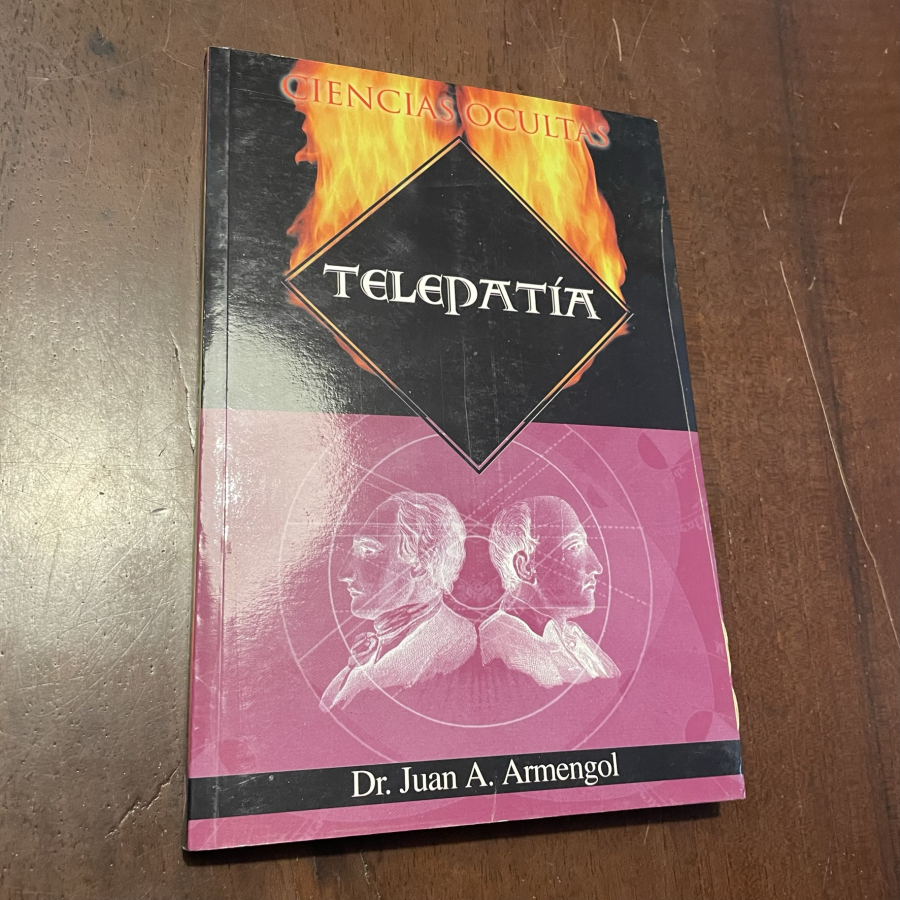 CIENCIAS OCULTAS
TELEPATÍA
Dr. Juan A. Armengol